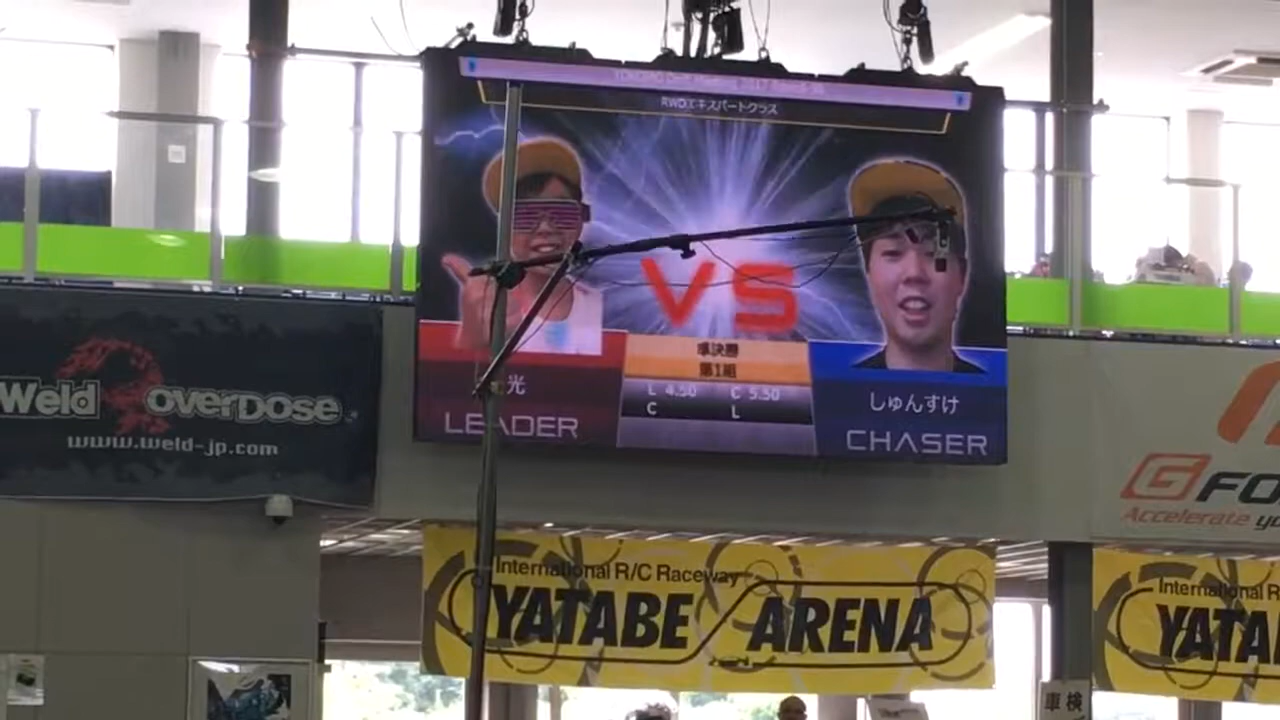 RWDエキスパートクラス
VS
準決勝
第1組
光
L 4.50 C 5.50
C L
しゅんすけ
LEADER
CHASER
Weld OVERDOSE
www.weld-jp.com
G FO
Accelerate yo
International R/C Raceway
YATABE ARENA
International R
YATA
車検